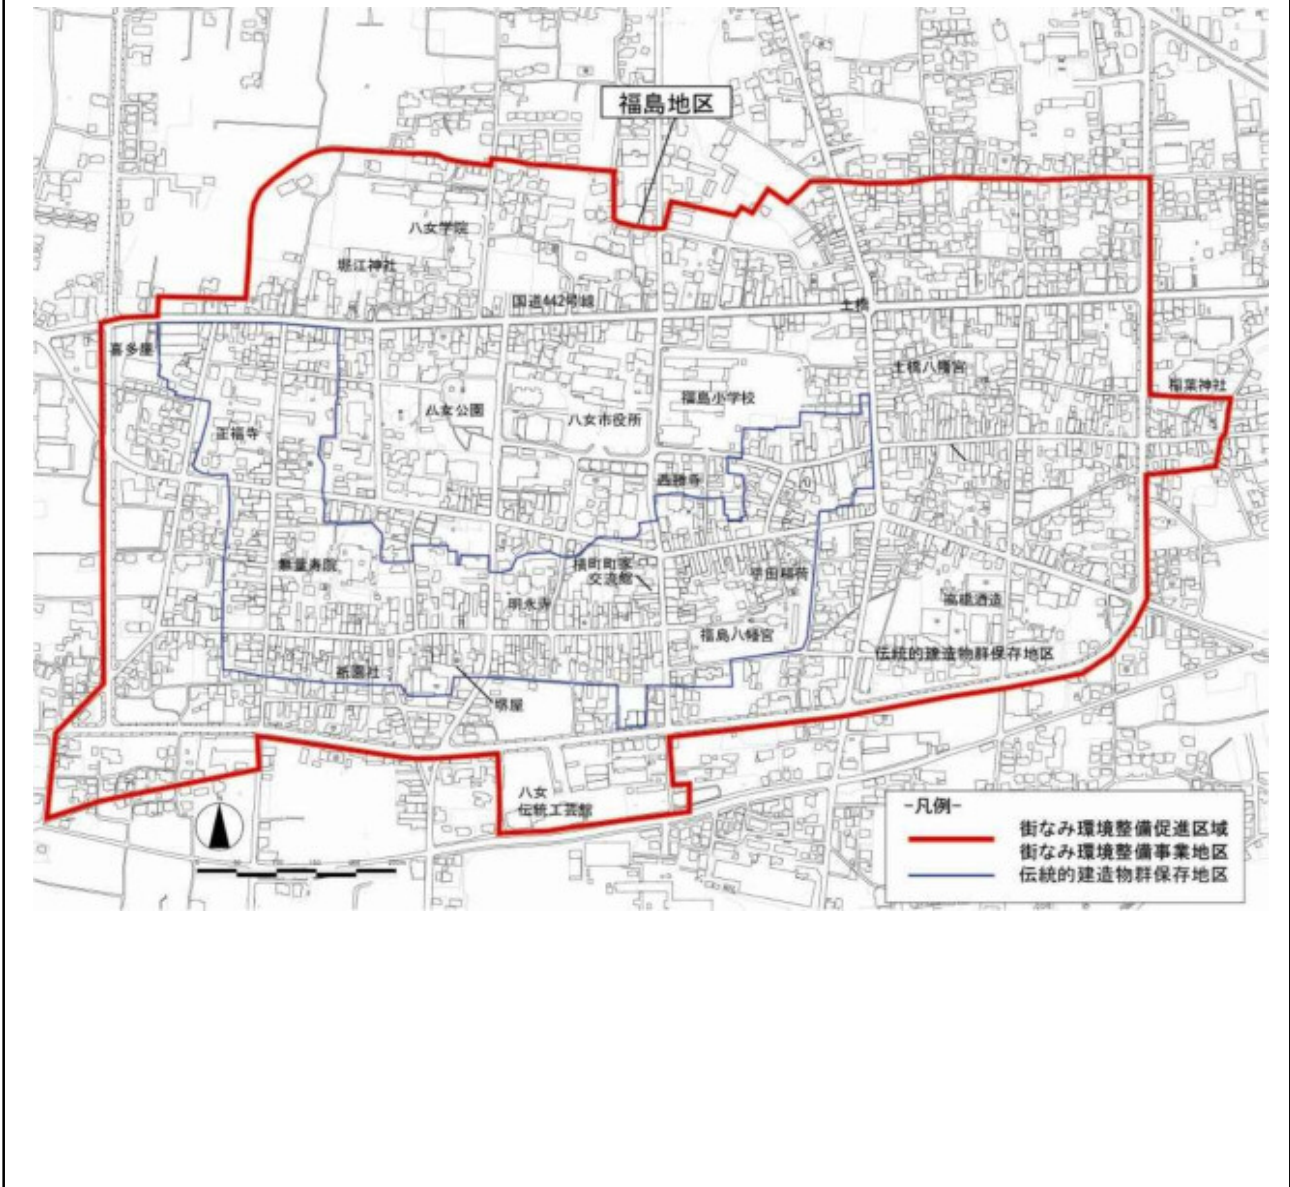 福島地区
八女学院
堀江神社
国道442号線
土橋
喜多屋
土橋八幡宮
稲葉神社
福島小学校
八女公園
八女市役所
正福寺
西勝寺
無量寿院
横町町家
交流館
平田稲荷
明永寺
高橋酒造
福島八幡宮
伝統的建造物群保存地区
祇園社
堺屋
八女
伝統工芸館
-凡例-
街なみ環境整備促進区域
街なみ環境整備事業地区
伝統的建造物群保存地区